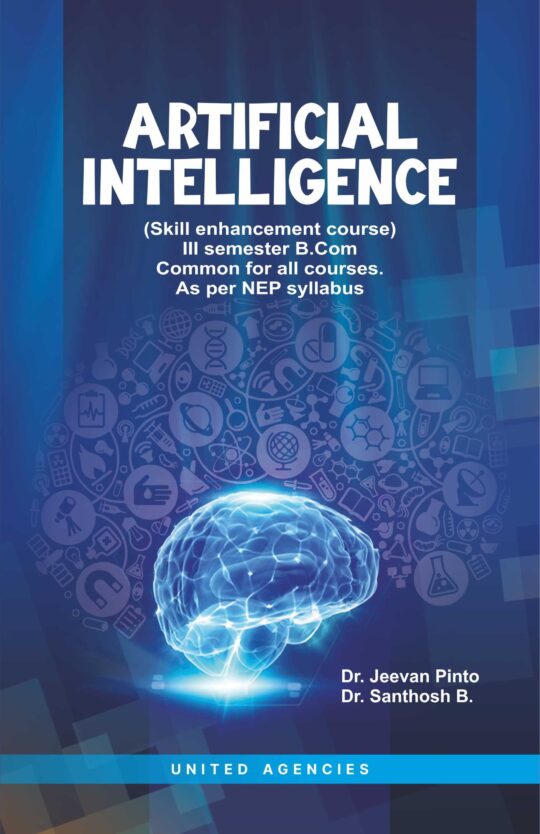 ARTIFICIAL
INTELLIGENCE
(Skill enhancement course)
III semester B.Com
Common for all courses.
As per NEP syllabus
Dr. Jeevan Pinto
Dr. Santhosh B.
UNITED AGENCIES